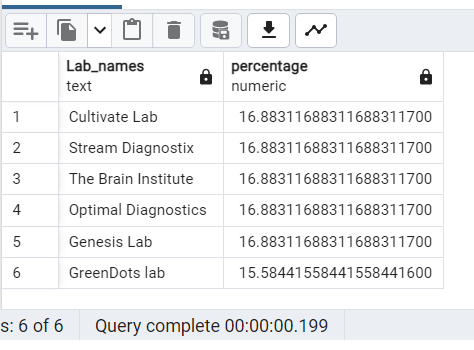 Lab_names percentage
text numeric
1 Cultivate Lab 16.88311688311688311700
2 Stream Diagnostix 16.88311688311688311700
3 The Brain Institute 16.88311688311688311700
4 Optimal Diagnostics 16.88311688311688311700
5 Genesis Lab 16.88311688311688311700
6 GreenDots lab 15.58441558441558441600
s: 6 of 6 Query complete 00:00:00.199